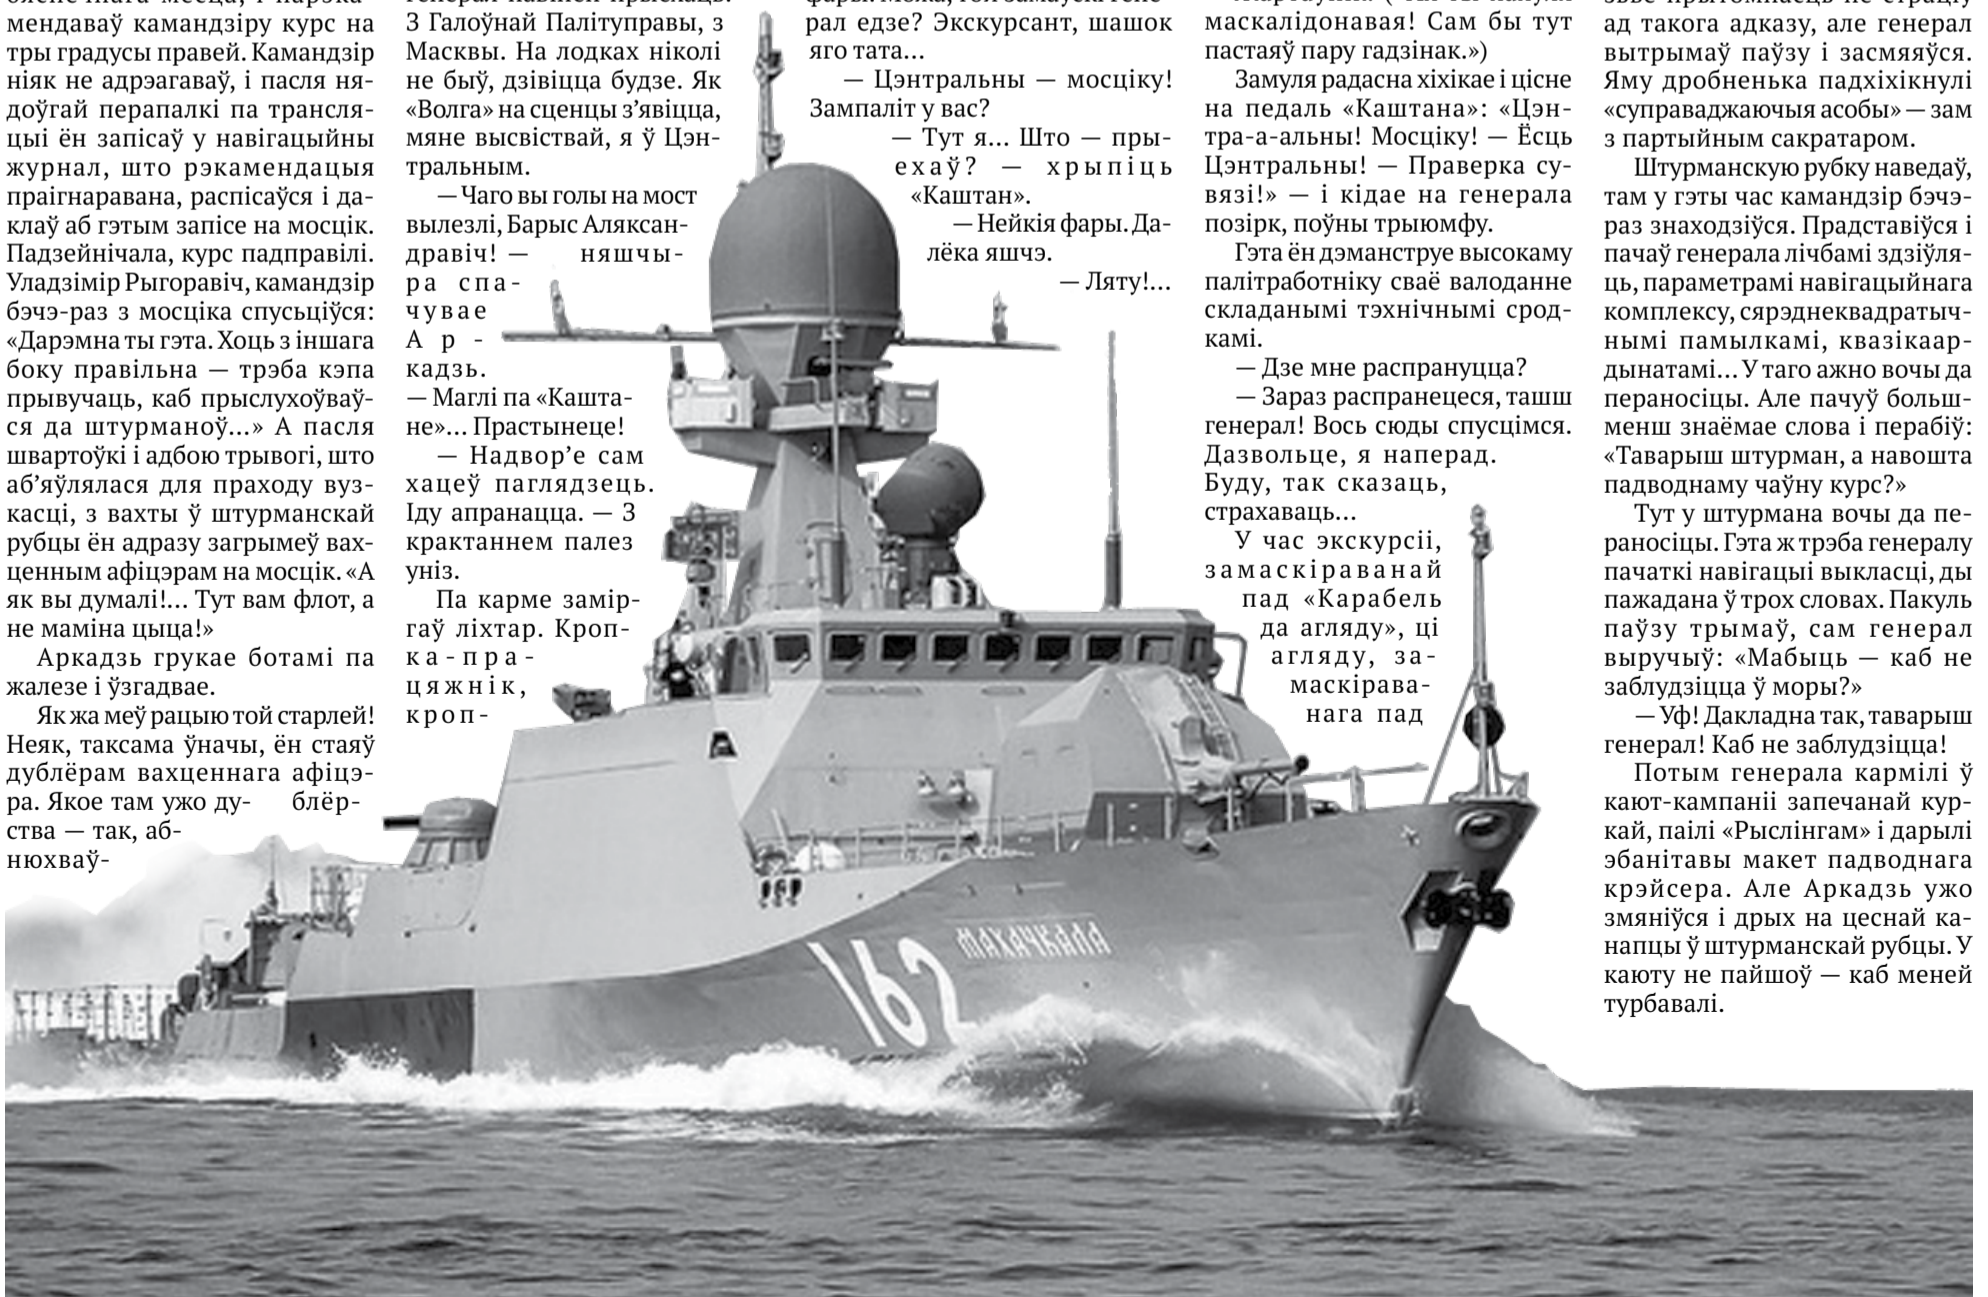 мендаваў камандзіру курс на
тры градусы правей. Камандзір
ніяк не адрэагаваў, і пасля ня-
доўгай перапалкі па трансля-
цыі ён запісаў у навігацыйны
журнал, што рэкамендацыя
праігнаравана, распісаўся і да-
клаў аб гэтым запісе на мосцік.
Падзейнічала, курс падправілі.
Уладзімір Рыгоравіч, камандзір
бэчэ-раз з мосціка спусьціўся:
«Дарэмна ты гэта. Хоць з іншага
боку правільна — трэба кэпа
прывучаць, каб прыслухоўваў-
ся да штурманоў...» А пасля
швартоўкі і адбою трывогі, што
аб’яўлялася для праходу вуз-
касці, з вахты ў штурманскай
рубцы ён адразу загрымеў вах-
ценным афіцэрам на мосцік. «А
як вы думалі!... Тут вам флот, а
не маміна цыца!»
Аркадзь грукае ботамі па
жалезе і ўзгадвае.
Як жа меў рацыю той старлей!
Неяк, таксама ўначы, ён стаяў
дублёрам вахценнага афіцэ-
ра. Якое там ужо ду- блёр-
ства — так, аб-
нюхваў-
З Галоўнай Палітуправы, з
Масквы. На лодках ніколі
не быў, дзівіцца будзе. Як
«Волга» на сценцы з’явіцца,
мяне высвіствай, я ў Цэн-
тральным.
— Чаго вы голы на мост
вылезлі, Барыс Аляксан-
дравіч! — няшчы-
ра спа-
чувае
Ар-
кадзь.
— Маглі па «Кашта-
не»... Прастынеце!
— Надвор’е сам
хацеў паглядзець.
Іду апранацца. — З
крактаннем палез
уніз.
Па карме замір-
гаў ліхтар. Кроп-
ка-пра-
цяжнік,
кроп-
рал едзе? Экскурсант, шашок
яго тата...
— Цэнтральны — мосціку!
Зампаліт у вас?
— Тут я... Што — пры-
ехаў? — хрыпіць
«Каштан».
— Нейкія фары. Да-
лёка яшчэ.
— Ляту!...
маскалідонавая! Сам бы тут
пастаяў пару гадзінак.»)
Замуля радасна хіхікае і цісне
на педаль «Каштана»: «Цэн-
тра-а-альны! Мосціку! — Ёсць
Цэнтральны! — Праверка су-
вязі!» — і кідае на генерала
позірк, поўны трыюмфу.
Гэта ён дэманструе высокаму
палітработніку сваё валоданне
складанымі тэхнічнымі срод-
камі.
— Дзе мне распрануцца?
— Зараз распранецеся, ташш
генерал! Вось сюды спусцімся.
Дазвольце, я наперад.
Буду, так сказаць,
страхаваць...
У час экскурсіі,
замаскіраванай
пад «Карабель
да агляду», ці
агляду, за-
маскірава-
нага пад
ад такога адказу, але генерал
вытрымаў паўзу і засмяяўся.
Яму дробненька падхіхікнулі
«суправаджаючыя асобы» — зам
з партыйным сакратаром.
Штурманскую рубку наведаў,
там у гэты час камандзір бэчэ-
раз знаходзіўся. Прадставіўся і
пачаў генерала лічбамі здзіўля-
ць, параметрамі навігацыйнага
комплексу, сярэднеквадратыч-
нымі памылкамі, квазікаар-
дынатамі... У таго ажно вочы да
пераносіцы. Але пачуў больш-
менш знаёмае слова і перабіў:
«Таварыш штурман, а навошта
падводнаму чаўну курс?»
Тут у штурмана вочы да пе-
раносіцы. Гэта ж трэба генералу
пачаткі навігацыі выкласці, ды
пажадана ў трох словах. Пакуль
паўзу трымаў, сам генерал
выручыў: «Мабыць — каб не
заблудзіцца ў моры?»
— Уф! Дакладна так, таварыш
генерал! Каб не заблудзіцца!
Потым генерала кармілі ў
кают-кампаніі запечанай кур-
кай, паілі «Рыслінгам» і дарылі
эбанітавы макет падводнага
крэйсера. Але Аркадзь ужо
змяніўся і дрых на цеснай ка-
напцы ў штурманскай рубцы. У
каюту не пайшоў — каб меней
турбавалі.
162 МАХАЧКАЛА